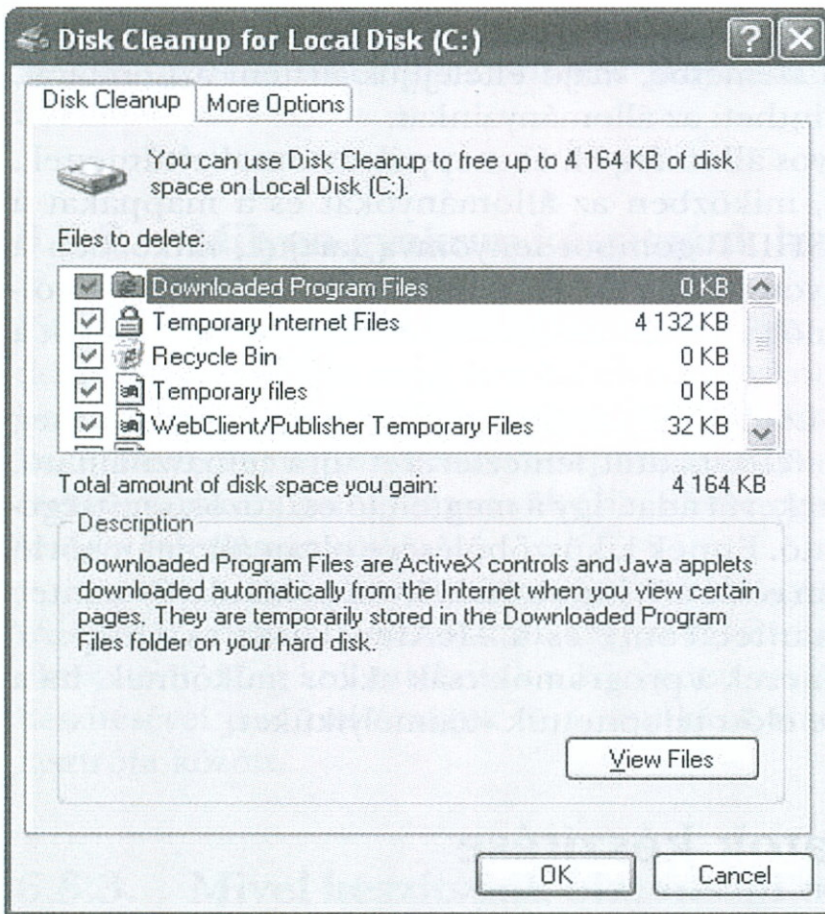 Disk Cleanup for Local Disk (C:)
Disk Cleanup
More Options
You can use Disk Cleanup to free up to 4 164 KB of disk
space on Local Disk (C:).
Files to delete:
Downloaded Program Files 0 KB
Temporary Internet Files 4 132 KB
Recycle Bin 0 KB
Temporary files 0 KB
WebClient/Publisher Temporary Files 32 KB
Total amount of disk space you gain: 4 164 KB
Description
Downloaded Program Files are ActiveX controls and Java applets
downloaded automatically from the Internet when you view certain
pages. They are temporarily stored in the Downloaded Program
Files folder on your hard disk.
View Files
OK
Cancel